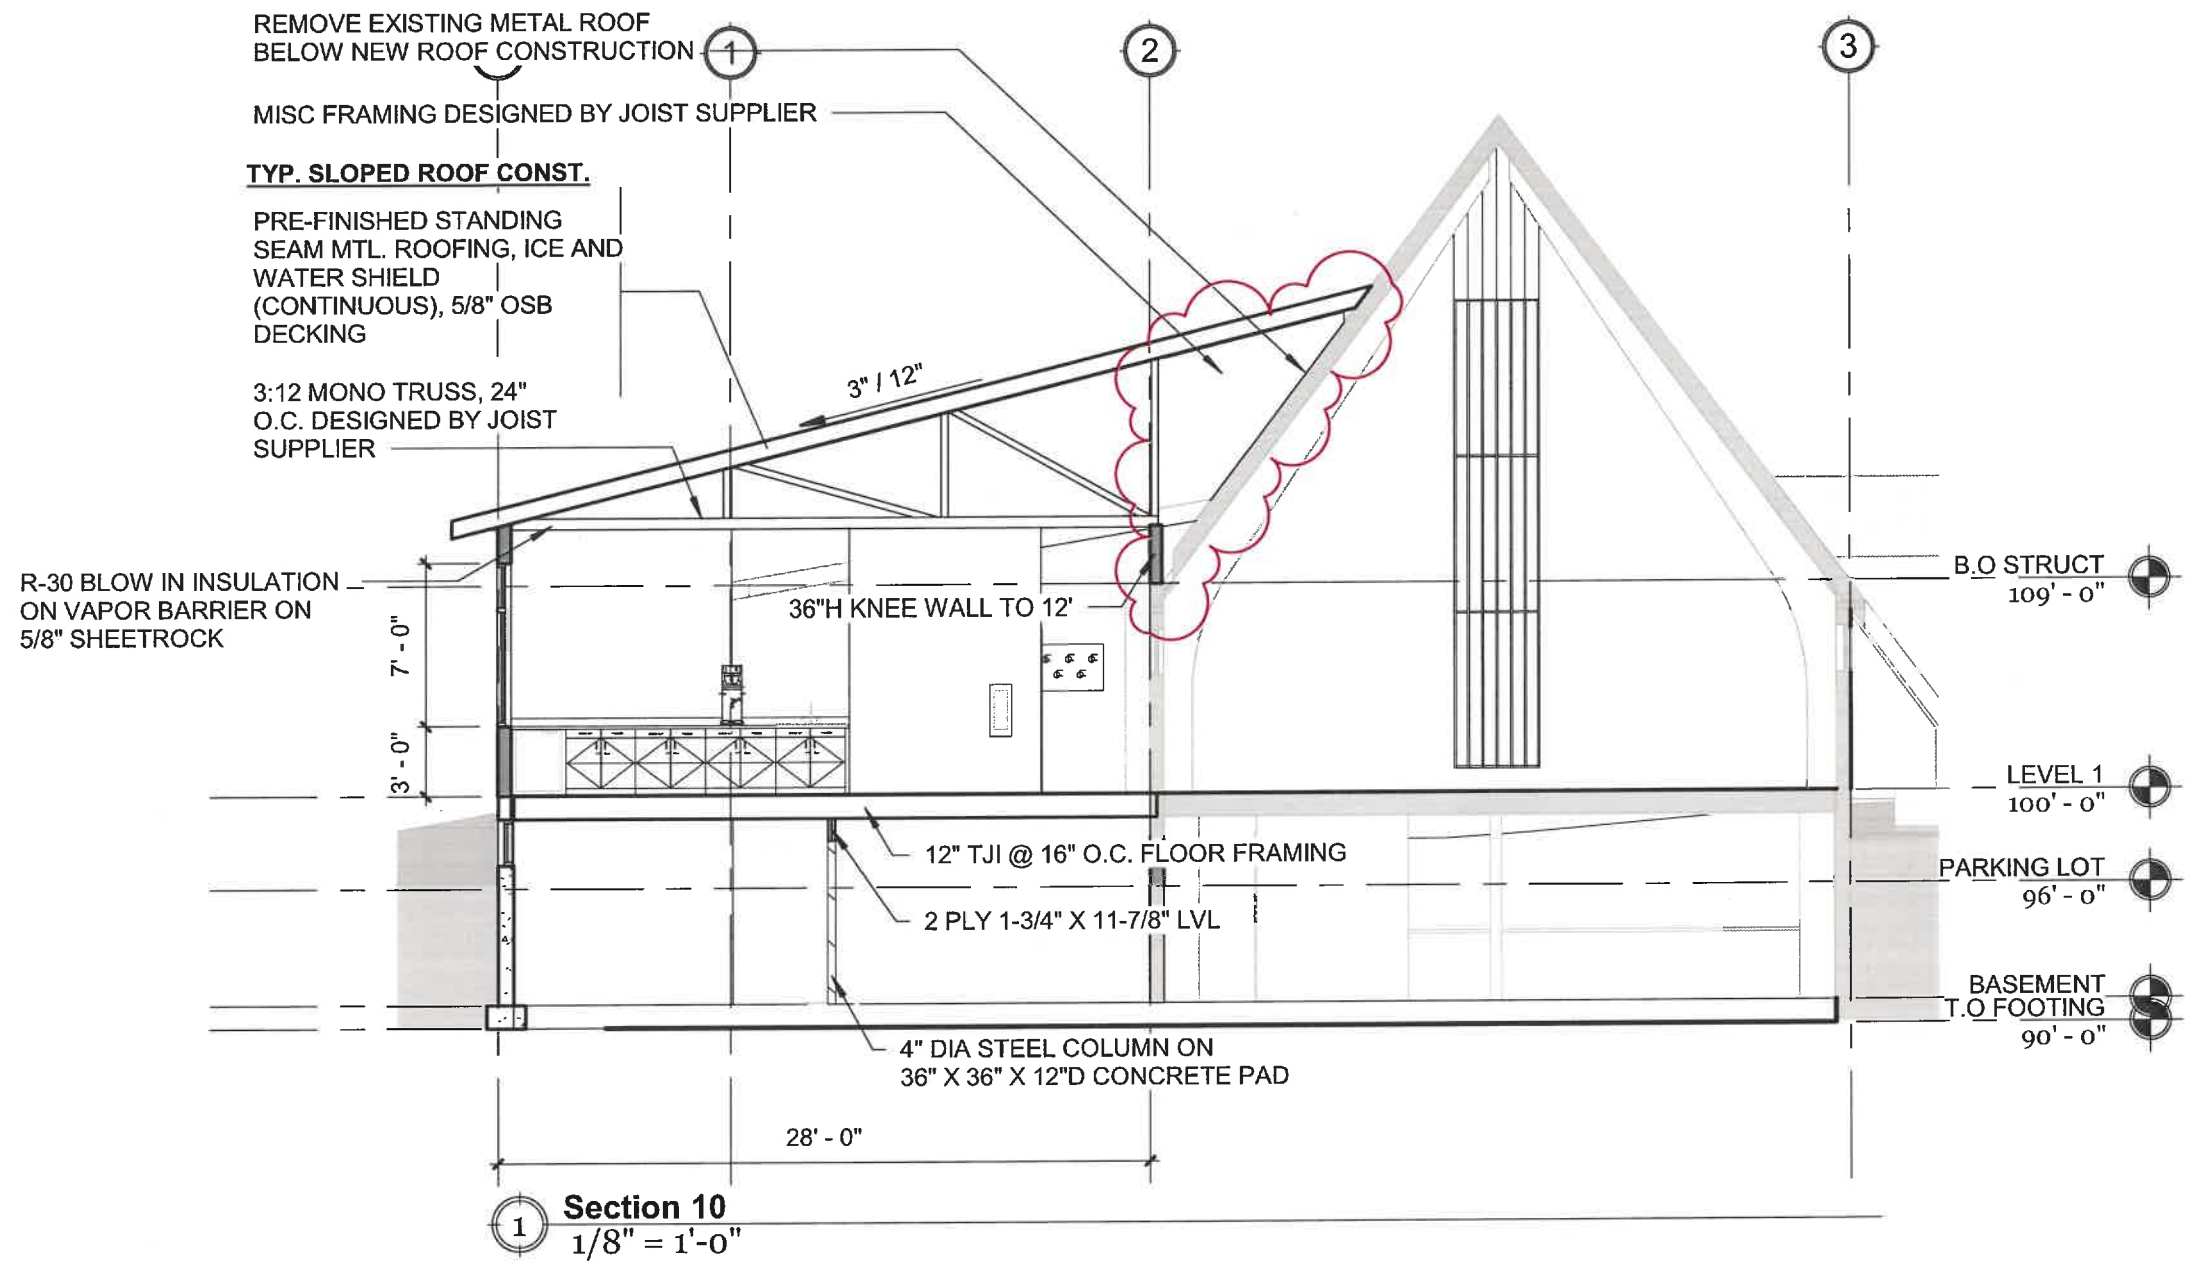 REMOVE EXISTING METAL ROOF
BELOW NEW ROOF CONSTRUCTION
1
2
3
MISC FRAMING DESIGNED BY JOIST SUPPLIER
TYP. SLOPED ROOF CONST.
PRE-FINISHED STANDING
SEAM MTL. ROOFING, ICE AND
WATER SHIELD
(CONTINUOUS), 5/8" OSB
DECKING
3:12 MONO TRUSS, 24"
O.C. DESIGNED BY JOIST
SUPPLIER
3" / 12"
R-30 BLOW IN INSULATION
ON VAPOR BARRIER ON
5/8" SHEETROCK
7' - 0"
3' - 0"
36"H KNEE WALL TO 12'
B.O STRUCT
109' - 0"
LEVEL 1
100' - 0"
12" TJI @ 16" O.C. FLOOR FRAMING
PARKING LOT
96' - 0"
2 PLY 1-3/4" X 11-7/8" LVL
BASEMENT
T.O FOOTING
90' - 0"
4" DIA STEEL COLUMN ON
36" X 36" X 12"D CONCRETE PAD
28' - 0"
1
Section 10
1/8" = 1'-0"